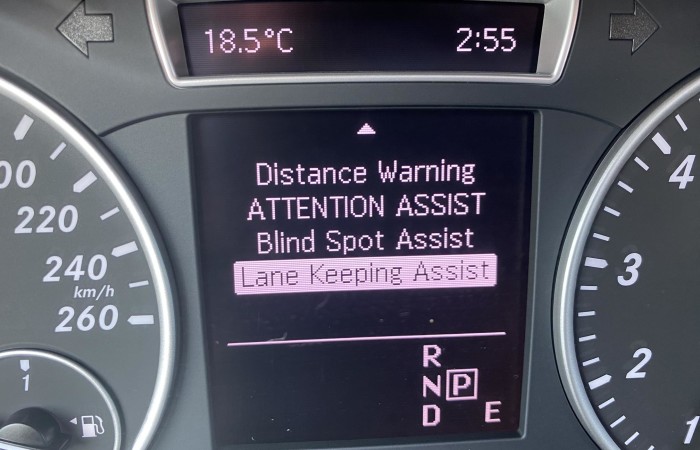 18.5°C 2:55
Distance Warning
ATTENTION ASSIST
Blind Spot Assist
Lane Keeping Assist
R
N P
D E
220
240
km/h
260
1
4
3
2
1